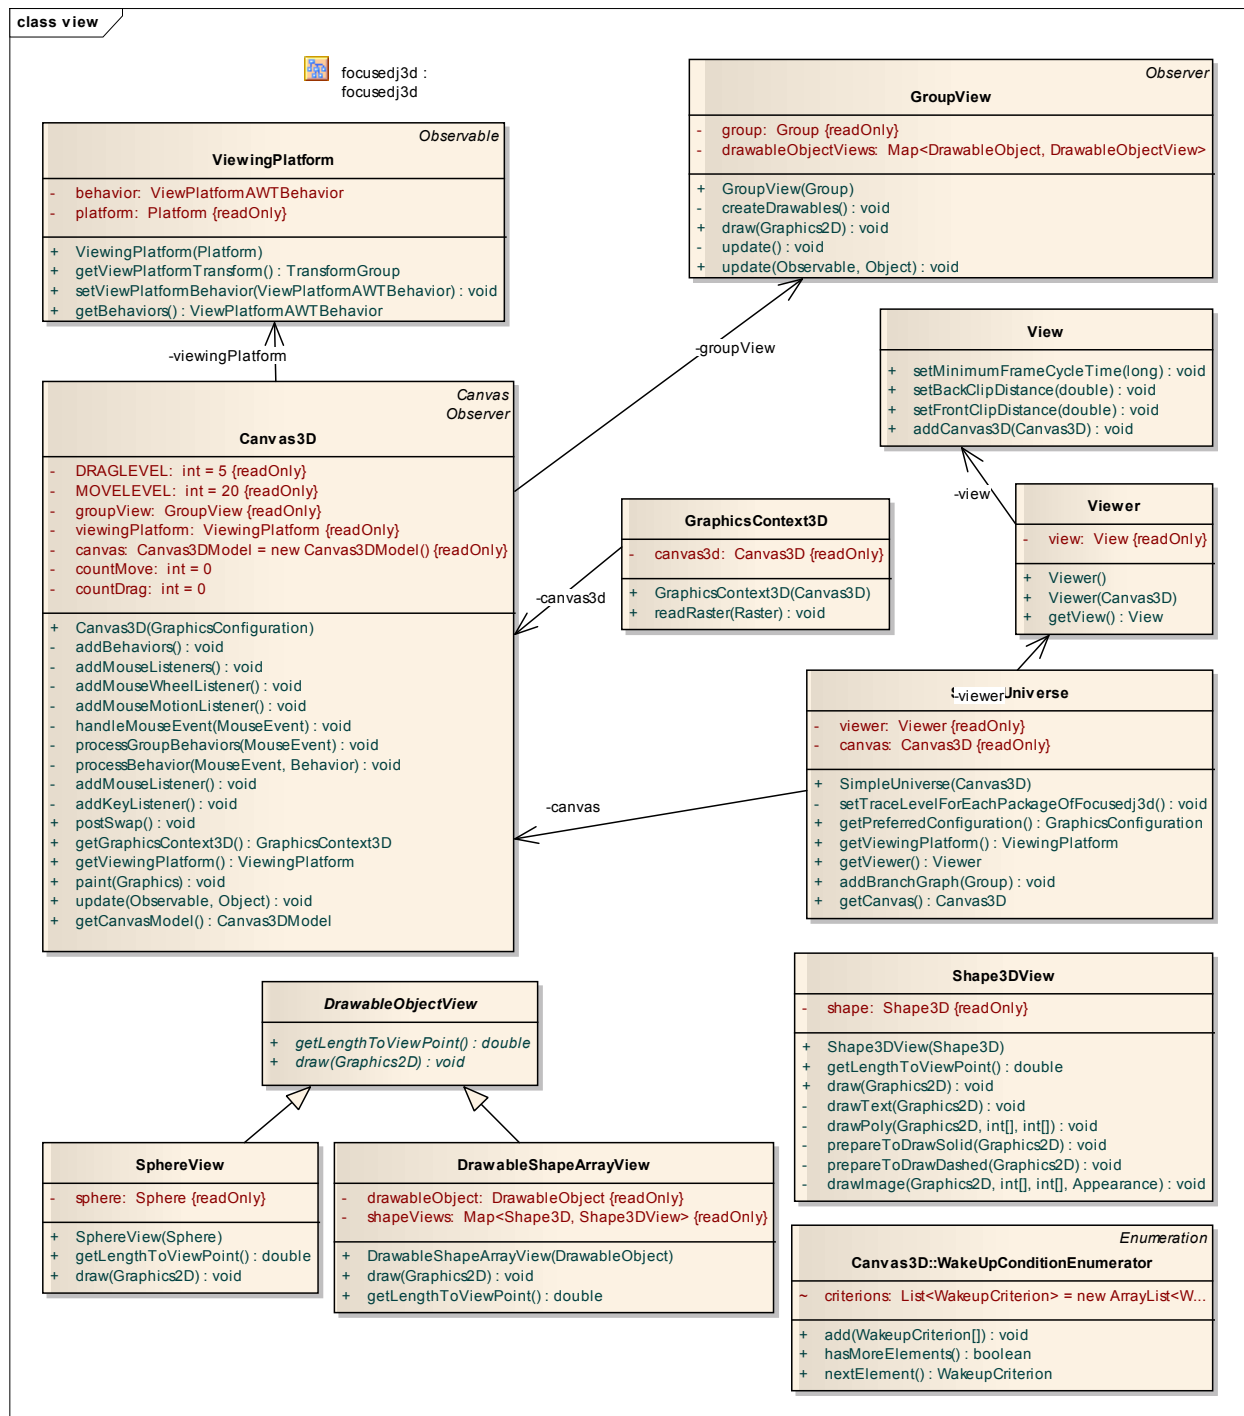 class view
focusedj3d :
focusedj3d
Observable
ViewingPlatform
- behavior: ViewPlatformAWTBehavior
- platform: Platform {readOnly}
+ ViewingPlatform(Platform)
+ getViewPlatformTransform() : TransformGroup
+ setViewPlatformBehavior(ViewPlatformAWTBehavior) : void
+ getBehaviors() : ViewPlatformAWTBehavior
Observer
GroupView
- group: Group {readOnly}
- drawableObjectViews: Map<DrawableObject, DrawableObjectView>
+ GroupView(Group)
- createDrawables() : void
+ draw(Graphics2D) : void
- update() : void
+ update(Observable, Object) : void
-viewingPlatform
-groupView
View
+ setMinimumFrameCycleTime(long) : void
+ setBackClipDistance(double) : void
+ setFrontClipDistance(double) : void
+ addCanvas3D(Canvas3D) : void
Canvas
Observer
Canvas3D
- DRAGLEVEL: int = 5 {readOnly}
- MOVELEVEL: int = 20 {readOnly}
- groupView: GroupView {readOnly}
- viewingPlatform: ViewingPlatform {readOnly}
- canvas: Canvas3DModel = new Canvas3DModel() {readOnly}
- countMove: int = 0
- countDrag: int = 0
+ Canvas3D(GraphicsConfiguration)
- addBehaviors() : void
- addMouseListeners() : void
- addMouseWheelListener() : void
- addMouseMotionListener() : void
- handleMouseEvent(MouseEvent) : void
- processGroupBehaviors(MouseEvent) : void
- processBehavior(MouseEvent, Behavior) : void
- addMouseListener() : void
- addKeyListener() : void
+ postSwap() : void
+ getGraphicsContext3D() : GraphicsContext3D
+ getViewingPlatform() : ViewingPlatform
+ paint(Graphics) : void
+ update(Observable, Object) : void
+ getCanvasModel() : Canvas3DModel
-view
Viewer
- view: View {readOnly}
+ Viewer()
+ Viewer(Canvas3D)
+ getView() : View
GraphicsContext3D
- canvas3d: Canvas3D {readOnly}
+ GraphicsContext3D(Canvas3D)
+ readRaster(Raster) : void
-canvas3d
-viewer
Universe
- viewer: Viewer {readOnly}
- canvas: Canvas3D {readOnly}
+ SimpleUniverse(Canvas3D)
- setTraceLevelForEachPackageOfFocusedj3d() : void
+ getPreferredConfiguration() : GraphicsConfiguration
+ getViewingPlatform() : ViewingPlatform
+ getViewer() : Viewer
+ addBranchGraph(Group) : void
+ getCanvas() : Canvas3D
-canvas
DrawableObjectView
+ getLengthToViewPoint() : double
+ draw(Graphics2D) : void
Shape3DView
- shape: Shape3D {readOnly}
+ Shape3DView(Shape3D)
+ getLengthToViewPoint() : double
+ draw(Graphics2D) : void
- drawText(Graphics2D) : void
- drawPoly(Graphics2D, int[], int[]) : void
- prepareToDrawSolid(Graphics2D) : void
- prepareToDrawDashed(Graphics2D) : void
- drawImage(Graphics2D, int[], int[], Appearance) : void
SphereView
- sphere: Sphere {readOnly}
+ SphereView(Sphere)
+ getLengthToViewPoint() : double
+ draw(Graphics2D) : void
DrawableShapeArrayView
- drawableObject: DrawableObject {readOnly}
- shapeViews: Map<Shape3D, Shape3DView> {readOnly}
+ DrawableShapeArrayView(DrawableObject)
+ draw(Graphics2D) : void
+ getLengthToViewPoint() : double
Enumeration
Canvas3D::WakeUpConditionEnumerator
~ criterions: List<WakeupCriterion> = new ArrayList<W...
+ add(WakeupCriterion[]) : void
+ hasMoreElements() : boolean
+ nextElement() : WakeupCriterion